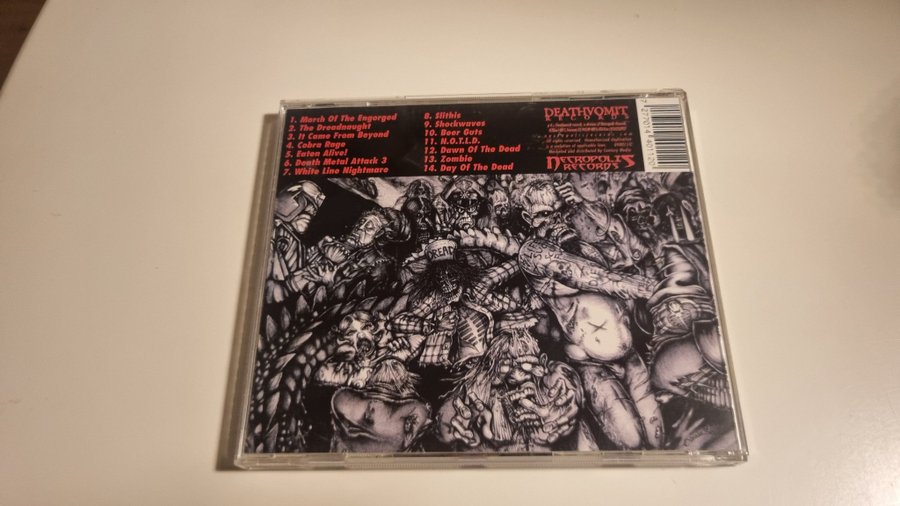 1. March Of The Engorged
2. The Dreadnaught
3. It Came From Beyond
4. Cobra Rage
5. Eaten Alive!
6. Death Metal Attack 3
7. White Line Nightmare
8. Slithis
9. Shockwaves
10. Beer Guts
11. N.O.T.L.D.
12. Dawn Of The Dead
13. Zombie
14. Day Of The Dead
DEATHVOMIT
RECORDS
NECROPOLIS
RECORDS
DREAD